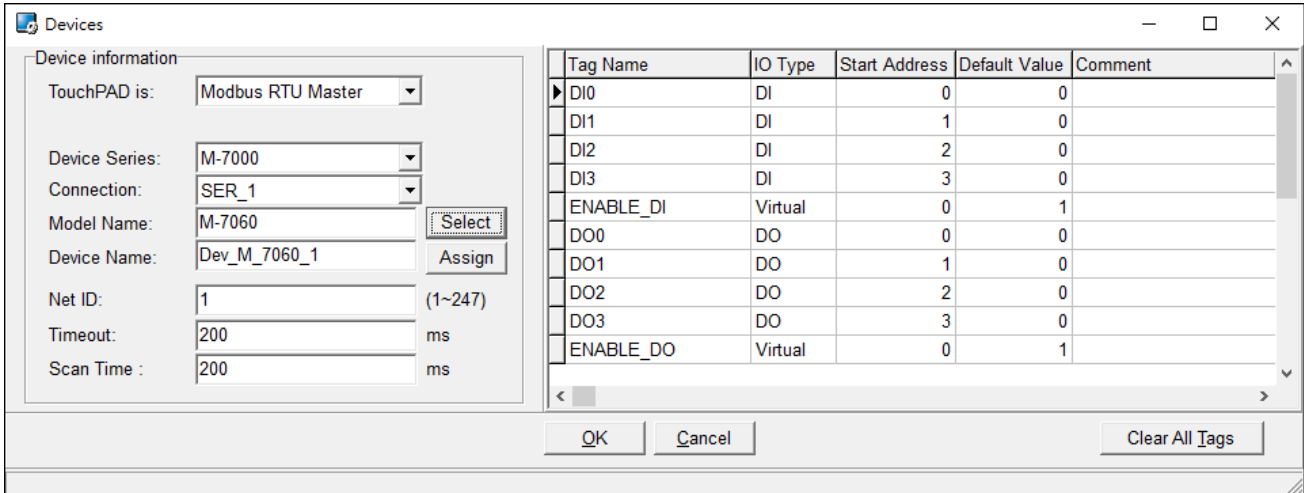 Devices
Device information
TouchPAD is: Modbus RTU Master
Device Series: M-7000
Connection: SER_1
Model Name: M-7060 Select
Device Name: Dev_M_7060_1 Assign
Net ID: 1 (1~247)
Timeout: 200 ms
Scan Time : 200 ms
Tag Name IO Type Start Address Default Value Comment
DI0 DI 0 0
DI1 DI 1 0
DI2 DI 2 0
DI3 DI 3 0
ENABLE_DI Virtual 0 1
DO0 DO 0 0
DO1 DO 1 0
DO2 DO 2 0
DO3 DO 3 0
ENABLE_DO Virtual 0 1
OK Cancel Clear All Tags